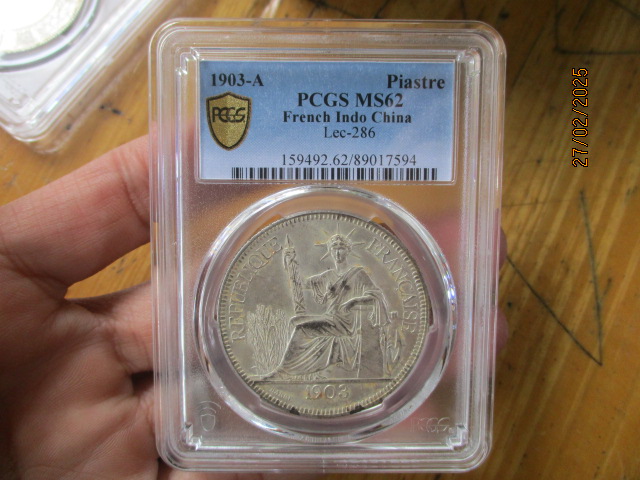 1903-A Piastre
PCGS MS62
French Indo China
Lec-286
159492.62/89017594
PCGS
REPUBLIQUE FRANÇAISE
1903
PCGS
27/02/2025